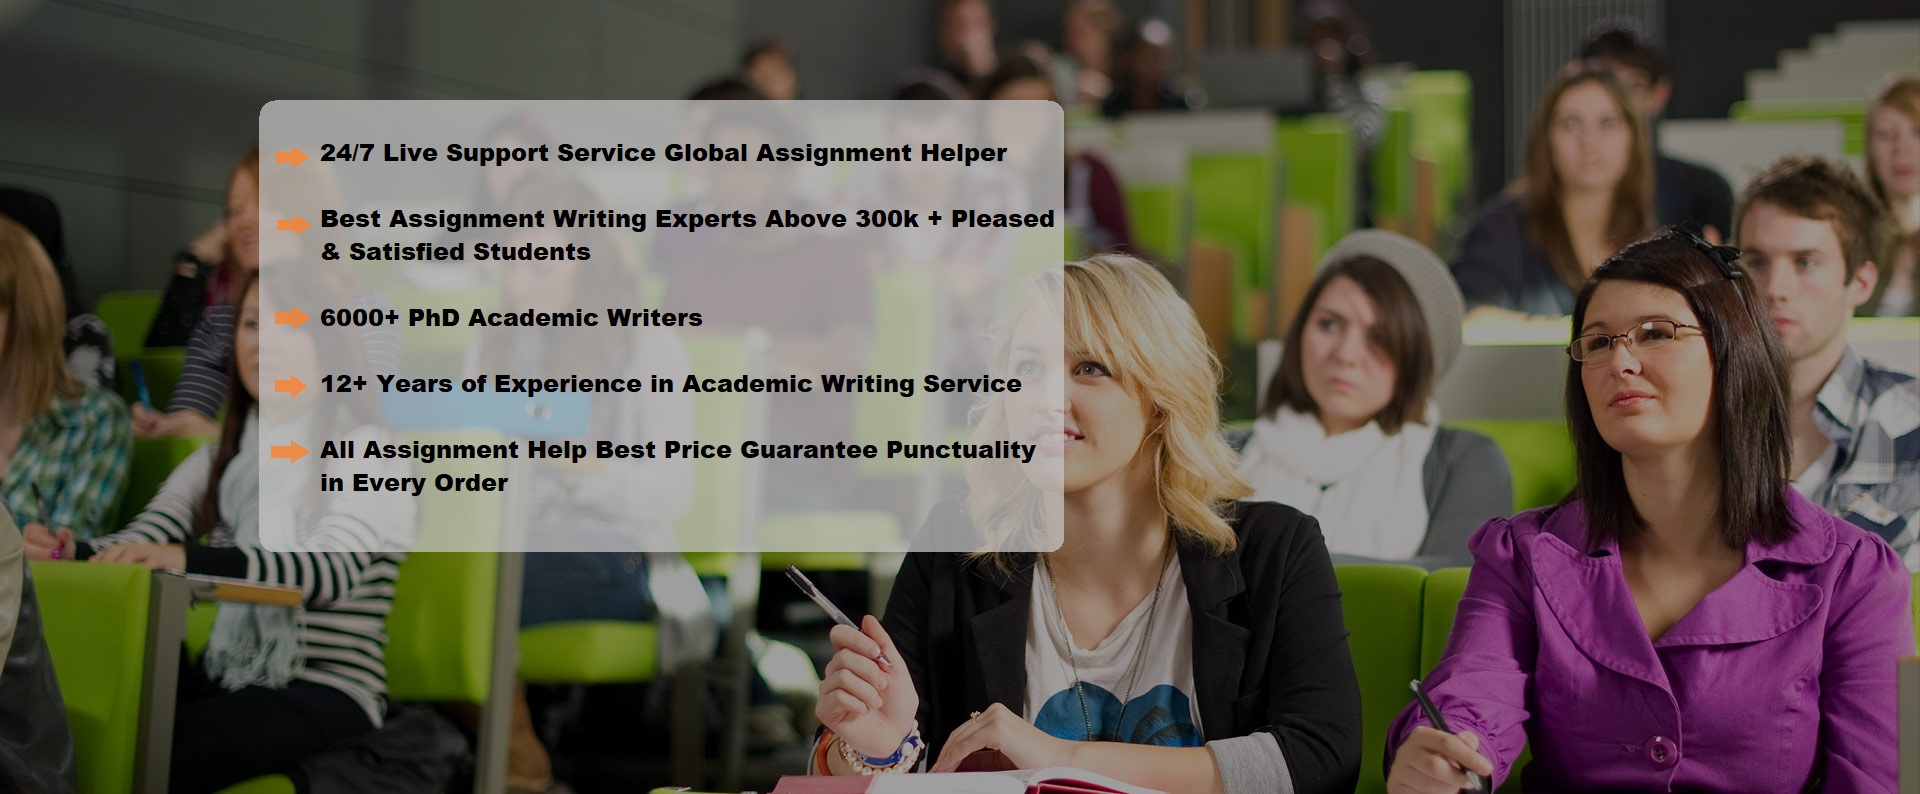 24/7 Live Support Service Global Assignment Helper
Best Assignment Writing Experts Above 300k + Pleased
& Satisfied Students
6000+ PhD Academic Writers
12+ Years of Experience in Academic Writing Service
All Assignment Help Best Price Guarantee Punctuality
in Every Order